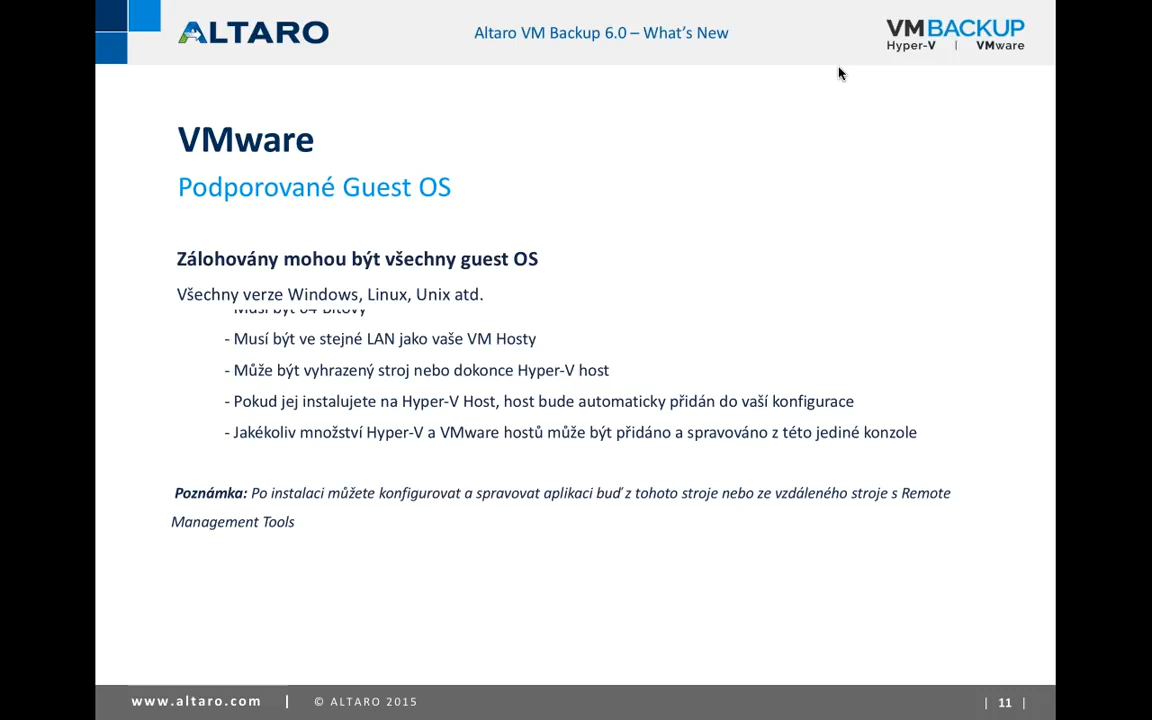 ALTARO
Altaro VM Backup 6.0 – What's New
VMBACKUP
Hyper-V | VMware
VMware
Podporované Guest OS
Zálohovány mohou být všechny guest OS
Všechny verze Windows, Linux, Unix atd.
- Musí být ve stejné LAN jako vaše VM Hosty
- Může být vyhrazený stroj nebo dokonce Hyper-V host
- Pokud jej instalujete na Hyper-V Host, host bude automaticky přidán do vaší konfigurace
- Jakékoliv množství Hyper-V a VMware hostů může být přidáno a spravováno z této jediné konzole
Poznámka: Po instalaci můžete konfigurovat a spravovat aplikaci buď z tohoto stroje nebo ze vzdáleného stroje s Remote
Management Tools
www.altaro.com | © ALTARO 2015
| 11 |